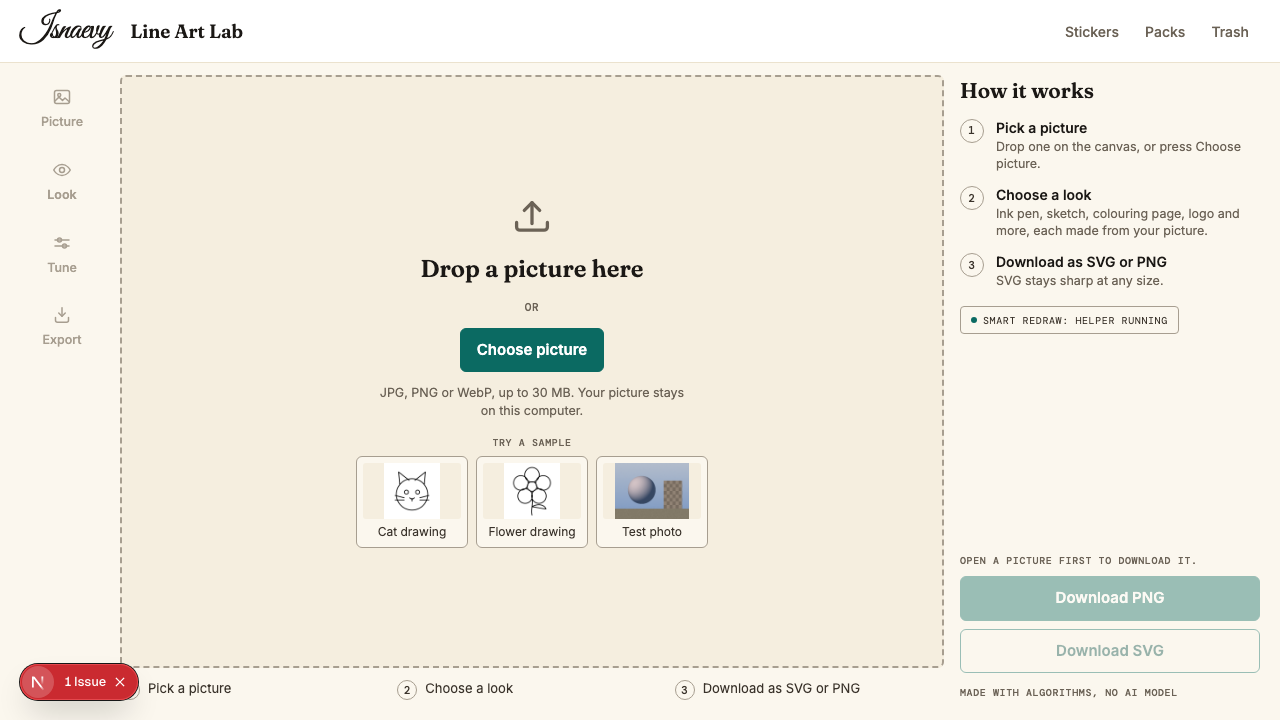 Jsnaevy Line Art Lab
Stickers Packs Trash
Picture
Look
Tune
Export
Drop a picture here
OR
Choose picture
JPG, PNG or WebP, up to 30 MB. Your picture stays
on this computer.
TRY A SAMPLE
Cat drawing
Flower drawing
Test photo
How it works
1 Pick a picture
Drop one on the canvas, or press Choose
picture.
2 Choose a look
Ink pen, sketch, colouring page, logo and
more, each made from your picture.
3 Download as SVG or PNG
SVG stays sharp at any size.
SMART REDRAW: HELPER RUNNING
OPEN A PICTURE FIRST TO DOWNLOAD IT.
Download PNG
Download SVG
MADE WITH ALGORITHMS, NO AI MODEL
N 1 Issue
Pick a picture
2 Choose a look
3 Download as SVG or PNG